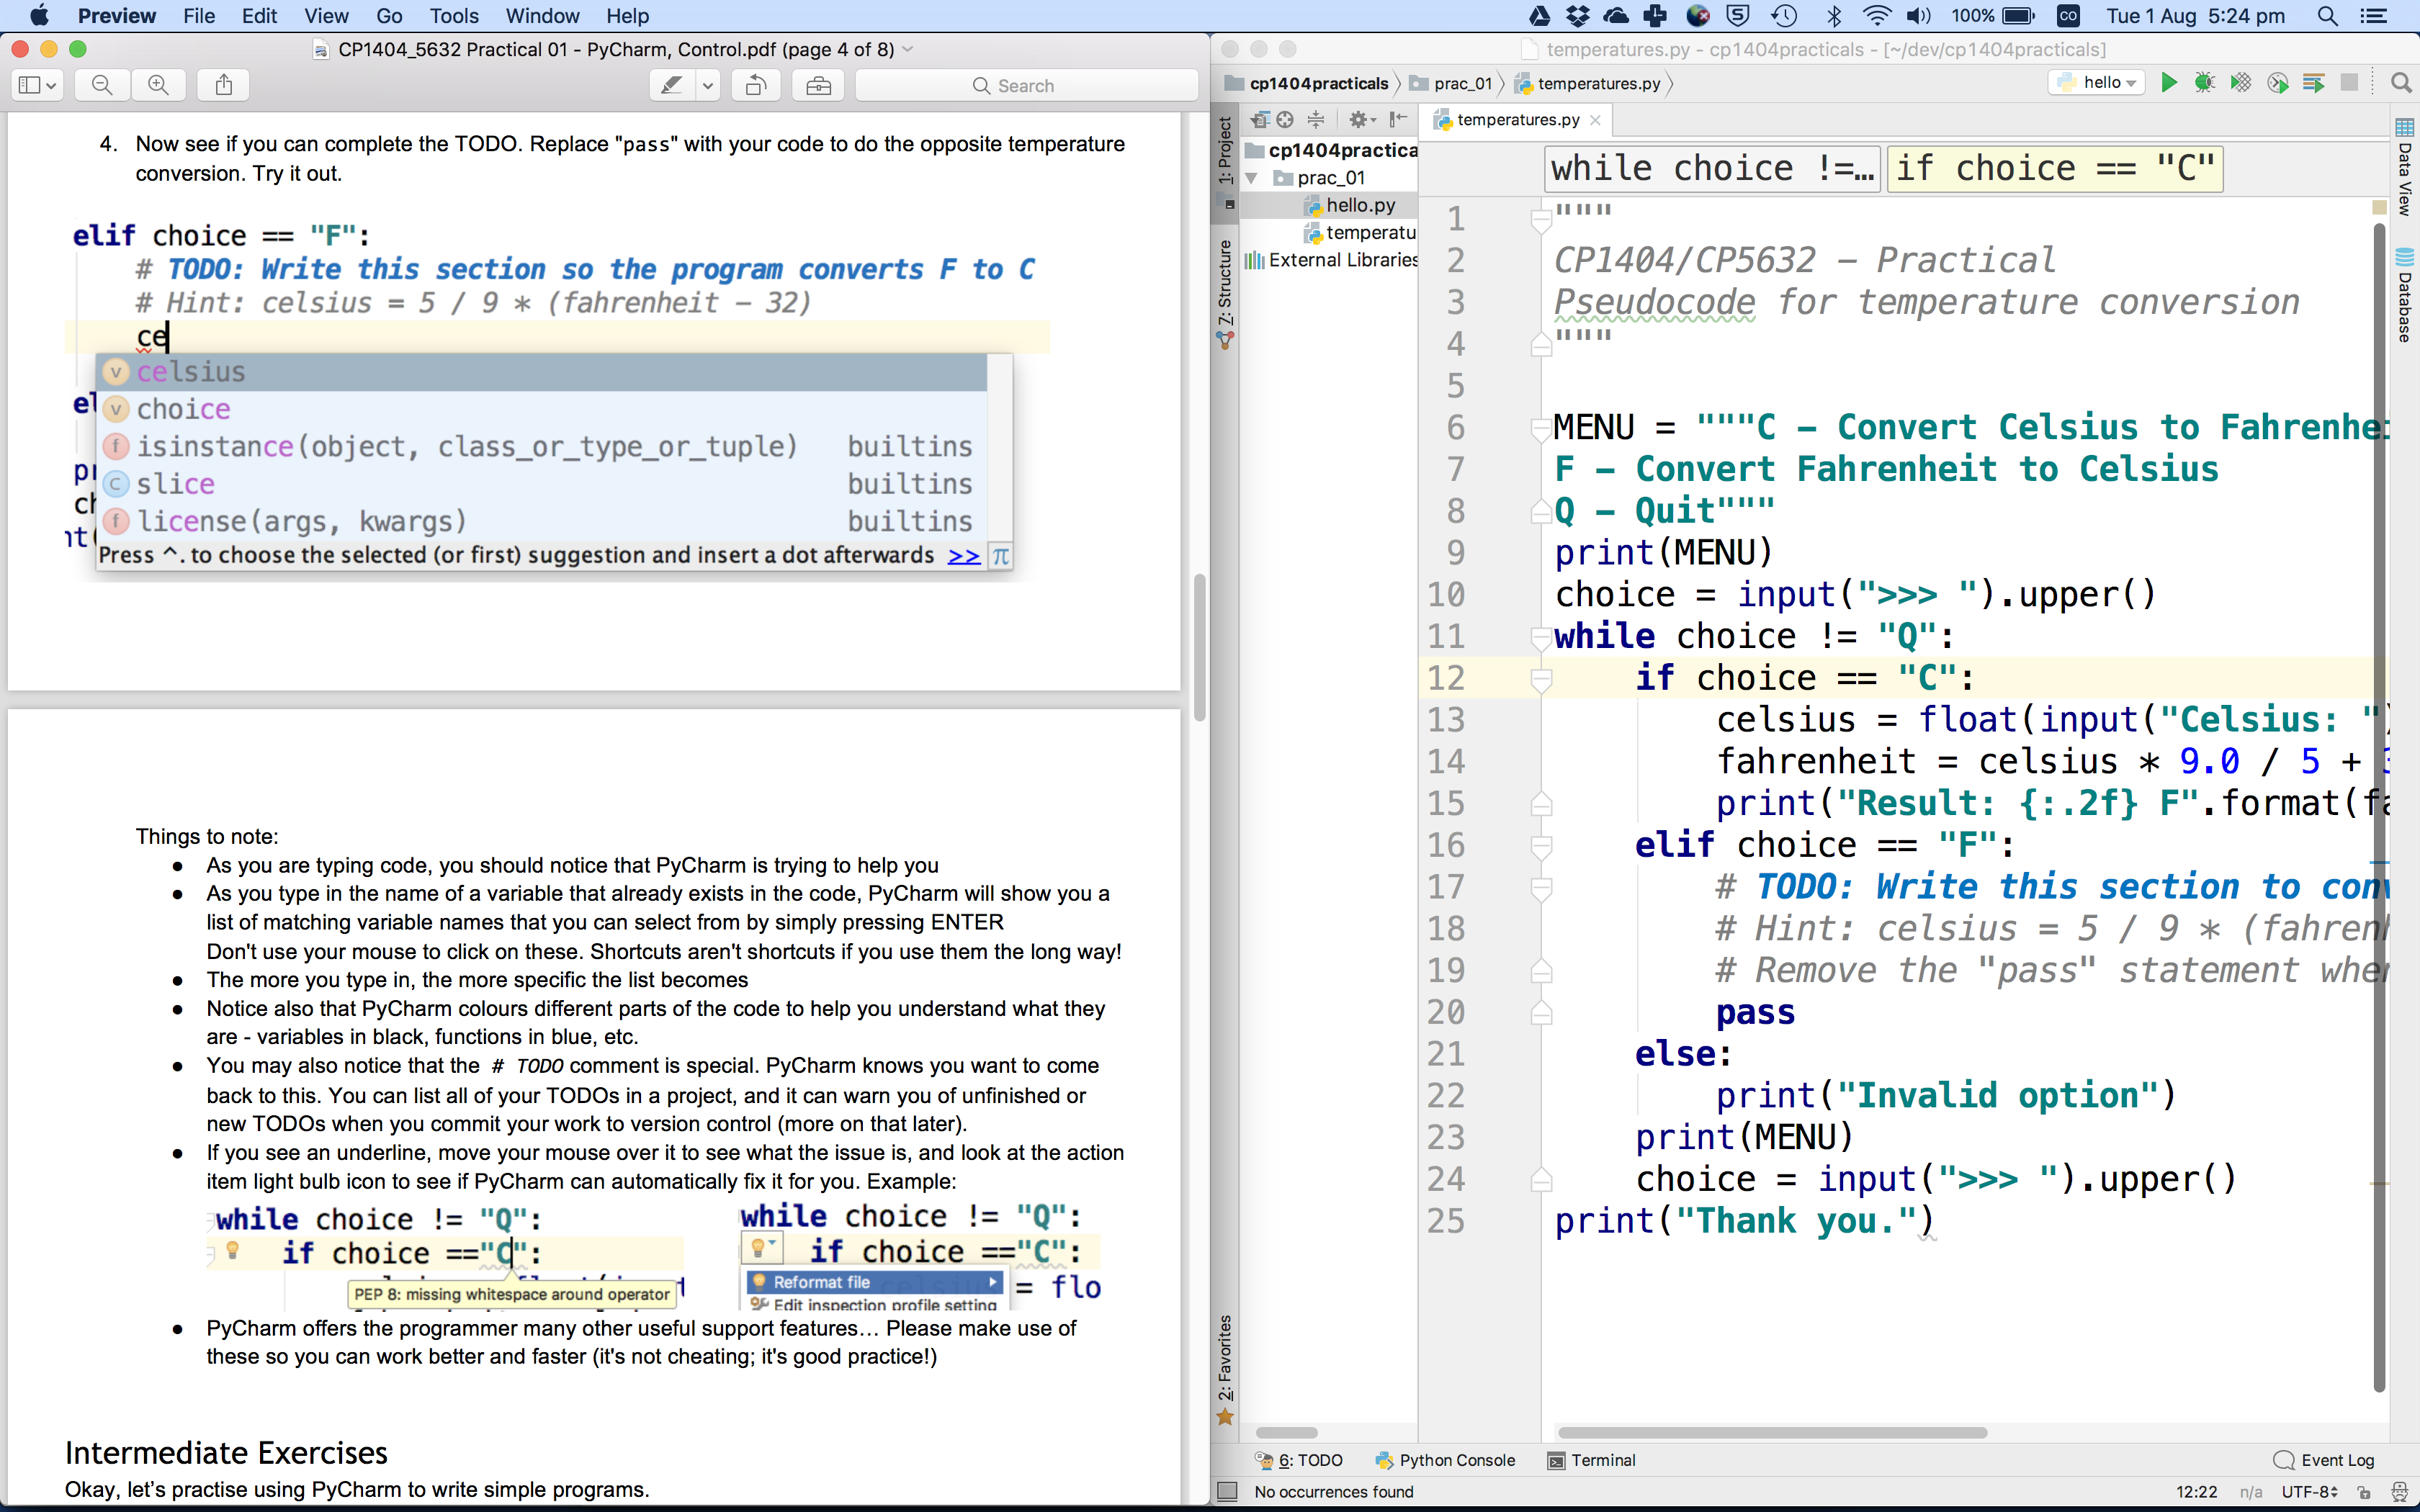 Preview File Edit View Go Tools Window Help
100% CO Tue 1 Aug 5:24 pm
CP1404_5632 Practical 01 - PyCharm, Control.pdf (page 4 of 8)
Search
4. Now see if you can complete the TODO. Replace "pass" with your code to do the opposite temperature
conversion. Try it out.
elif choice == "F":
# TODO: Write this section so the program converts F to C
# Hint: celsius = 5 / 9 * (fahrenheit – 32)
ce
v celsius
el
v choice
f isinstance(object, class_or_type_or_tuple) builtins
pr
c slice builtins
ch
f license(args, kwargs) builtins
nt(
Press ^. to choose the selected (or first) suggestion and insert a dot afterwards >> π
Things to note:
● As you are typing code, you should notice that PyCharm is trying to help you
● As you type in the name of a variable that already exists in the code, PyCharm will show you a
list of matching variable names that you can select from by simply pressing ENTER
Don't use your mouse to click on these. Shortcuts aren't shortcuts if you use them the long way!
● The more you type in, the more specific the list becomes
● Notice also that PyCharm colours different parts of the code to help you understand what they
are - variables in black, functions in blue, etc.
● You may also notice that the # TODO comment is special. PyCharm knows you want to come
back to this. You can list all of your TODOs in a project, and it can warn you of unfinished or
new TODOs when you commit your work to version control (more on that later).
● If you see an underline, move your mouse over it to see what the issue is, and look at the action
item light bulb icon to see if PyCharm can automatically fix it for you. Example:
while choice != "Q":
if choice =="C":
PEP 8: missing whitespace around operator
while choice != "Q":
if choice =="C":
Reformat file
= flo
Edit inspection profile setting
● PyCharm offers the programmer many other useful support features... Please make use of
these so you can work better and faster (it's not cheating; it's good practice!)
Intermediate Exercises
Okay, let's practise using PyCharm to write simple programs.
temperatures.py - cp1404practicals - [~/dev/cp1404practicals]
cp1404practicals prac_01 temperatures.py
hello
1: Project
7: Structure
2: Favorites
cp1404practica
prac_01
hello.py
temperatu
External Libraries
temperatures.py
while choice !=... if choice == "C"
1 """
2 CP1404/CP5632 – Practical
3 Pseudocode for temperature conversion
4 """
5
6 MENU = """C – Convert Celsius to Fahrenhei
7 F – Convert Fahrenheit to Celsius
8 Q – Quit"""
9 print(MENU)
10 choice = input(">>> ").upper()
11 while choice != "Q":
12 if choice == "C":
13 celsius = float(input("Celsius: ")
14 fahrenheit = celsius * 9.0 / 5 + 3
15 print("Result: {:.2f} F".format(fa
16 elif choice == "F":
17 # TODO: Write this section to conv
18 # Hint: celsius = 5 / 9 * (fahrenh
19 # Remove the "pass" statement when
20 pass
21 else:
22 print("Invalid option")
23 print(MENU)
24 choice = input(">>> ").upper()
25 print("Thank you.")
Data View
Database
6: TODO Python Console Terminal Event Log
No occurrences found 12:22 n/a UTF-8